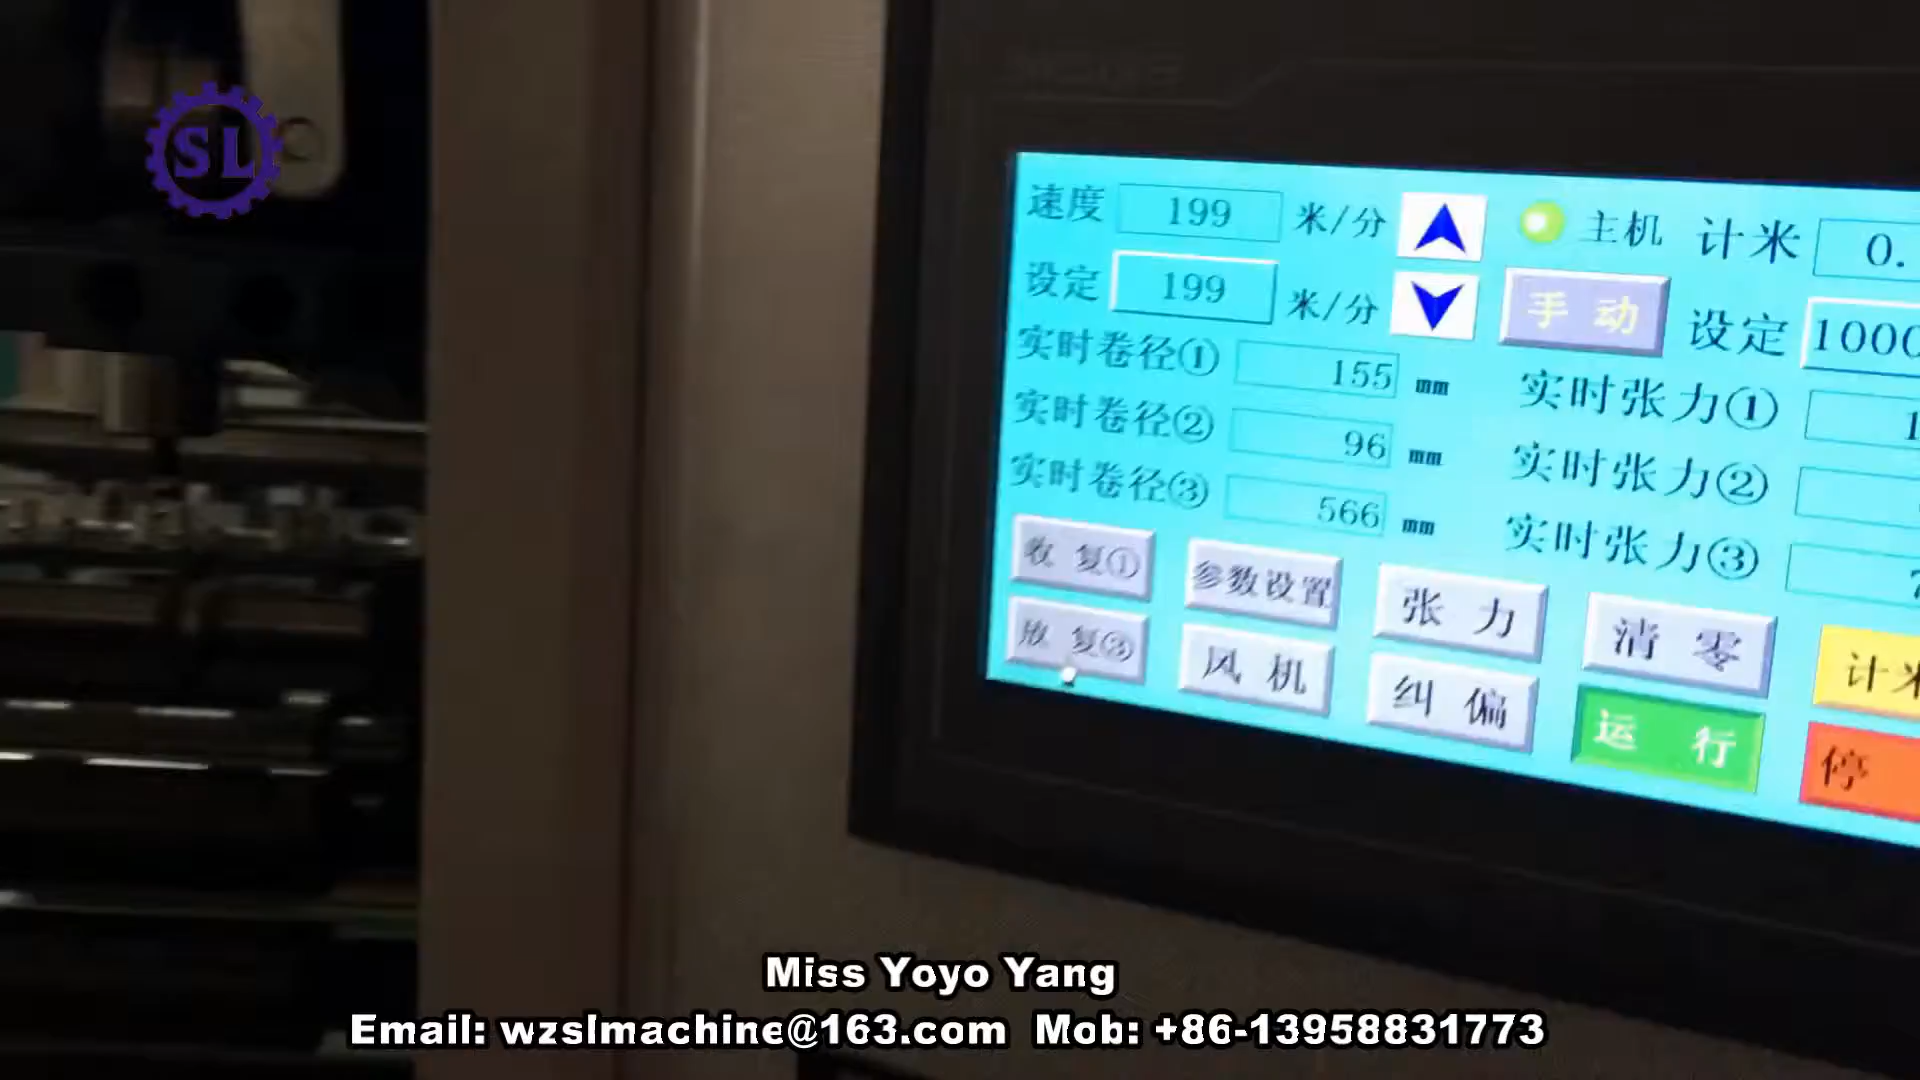 SL
速度 199 米/分 主机 计米 0.
设定 199 米/分 手动 设定 1000
实时卷径① 155 mm 实时张力① 1
实时卷径② 96 mm 实时张力②
实时卷径③ 566 mm 实时张力③
收 复① 参数设置 张 力 清 零 计米
放 复③ 风 机 纠 偏 运 行 停
Miss Yoyo Yang
Email: wzslmachine@163.com Mob: +86-13958831773